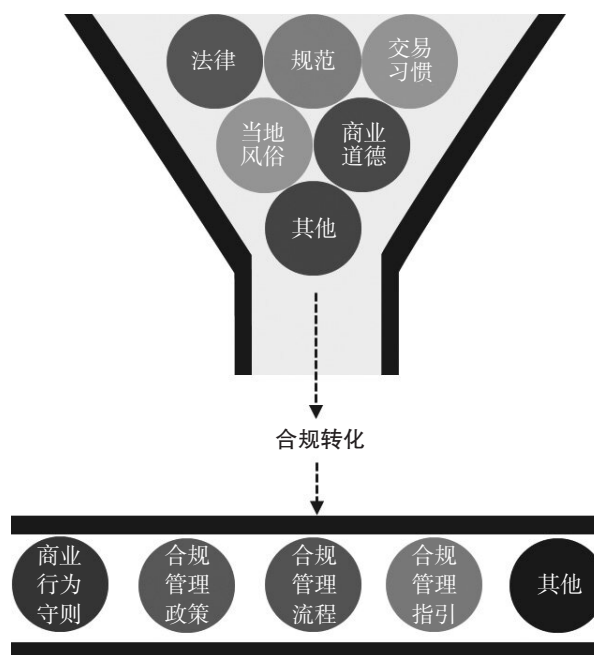 法律 规范 交易
习惯
当地
风俗
商业
道德
其他
合规转化
商业
行为
守则
合规
管理
政策
合规
管理
流程
合规
管理
指引
其他